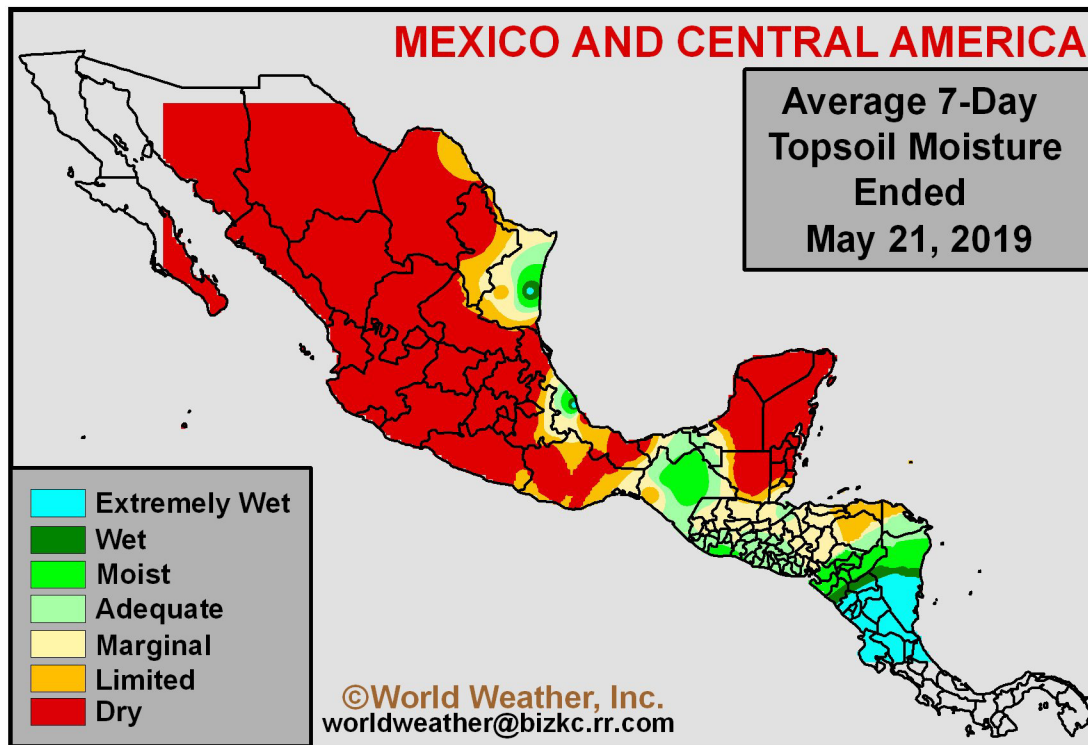 MEXICO AND CENTRAL AMERICA
Average 7-Day
Topsoil Moisture
Ended
May 21, 2019
Extremely Wet
Wet
Moist
Adequate
Marginal
Limited
Dry
©World Weather, Inc.
worldweather@bizkc.rr.com